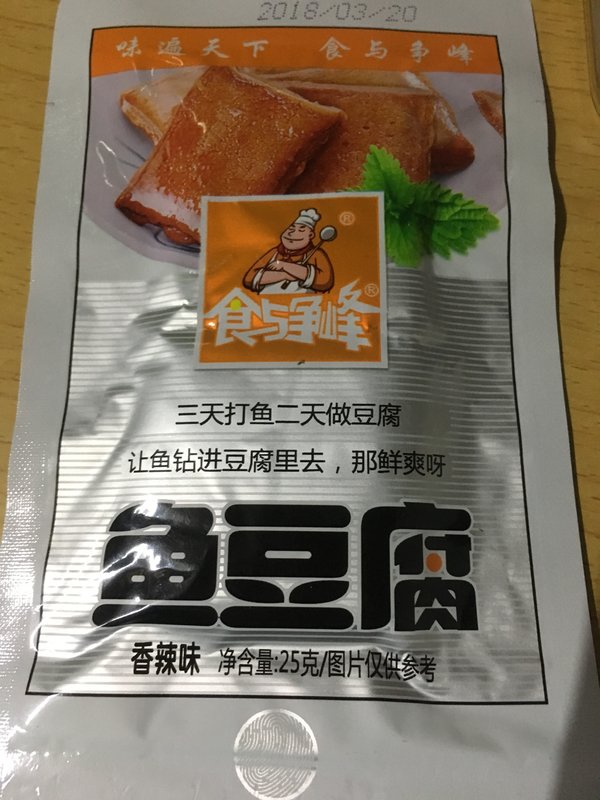 2018/03/20
味遍天下 食与争峰
®
食与争峰®
三天打鱼二天做豆腐
让鱼钻进豆腐里去，那鲜爽呀
鱼豆腐
香辣味 净含量:25克/图片仅供参考